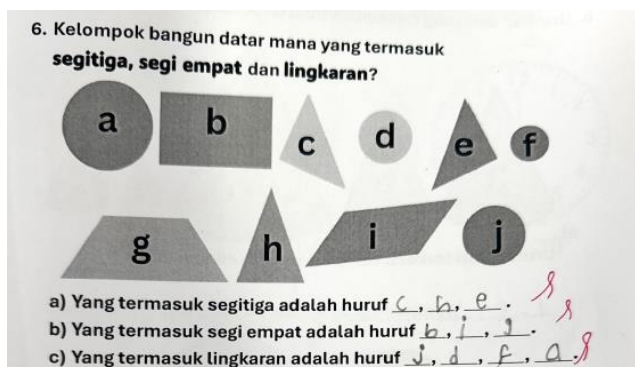 6. Kelompok bangun datar mana yang termasuk
segitiga, segi empat dan lingkaran?
a b c d e f
g h i j
a) Yang termasuk segitiga adalah huruf c, h, e.
b) Yang termasuk segi empat adalah huruf b, i, g.
c) Yang termasuk lingkaran adalah huruf j, d, f, a.